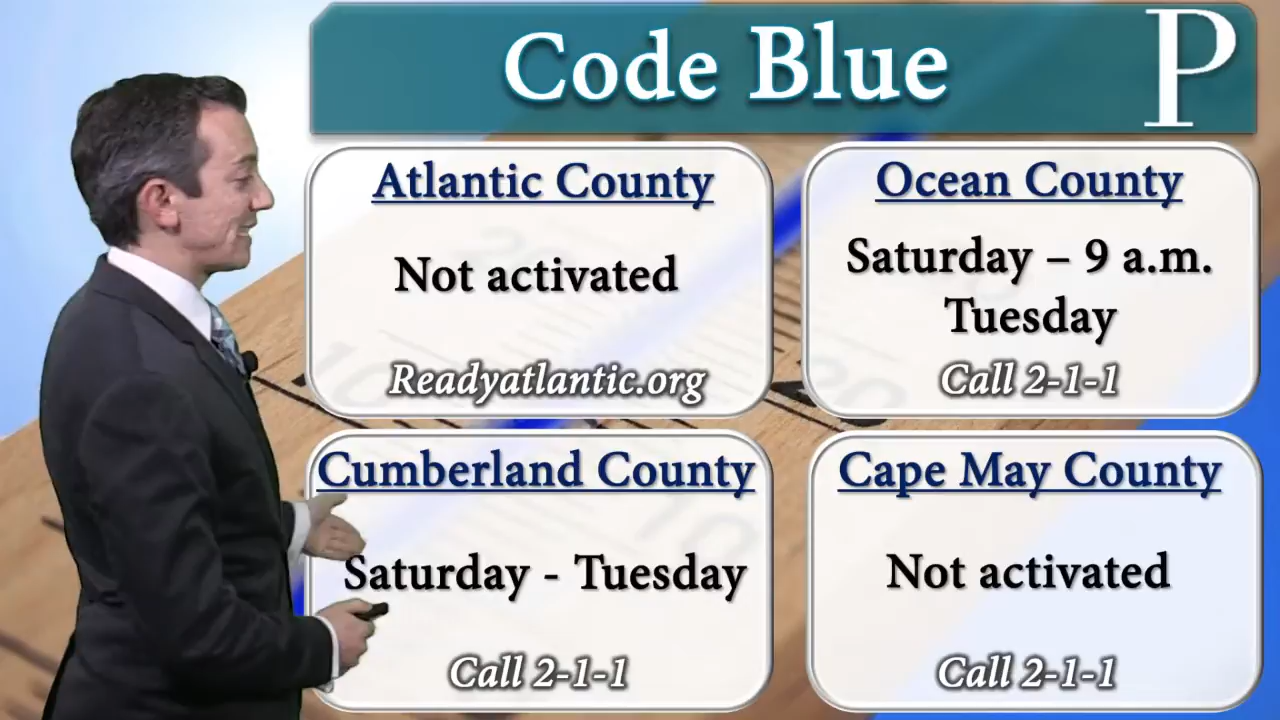 Code Blue
P
Atlantic County
Not activated
Readyatlantic.org
Ocean County
Saturday – 9 a.m.
Tuesday
Call 2-1-1
Cumberland County
Saturday - Tuesday
Call 2-1-1
Cape May County
Not activated
Call 2-1-1